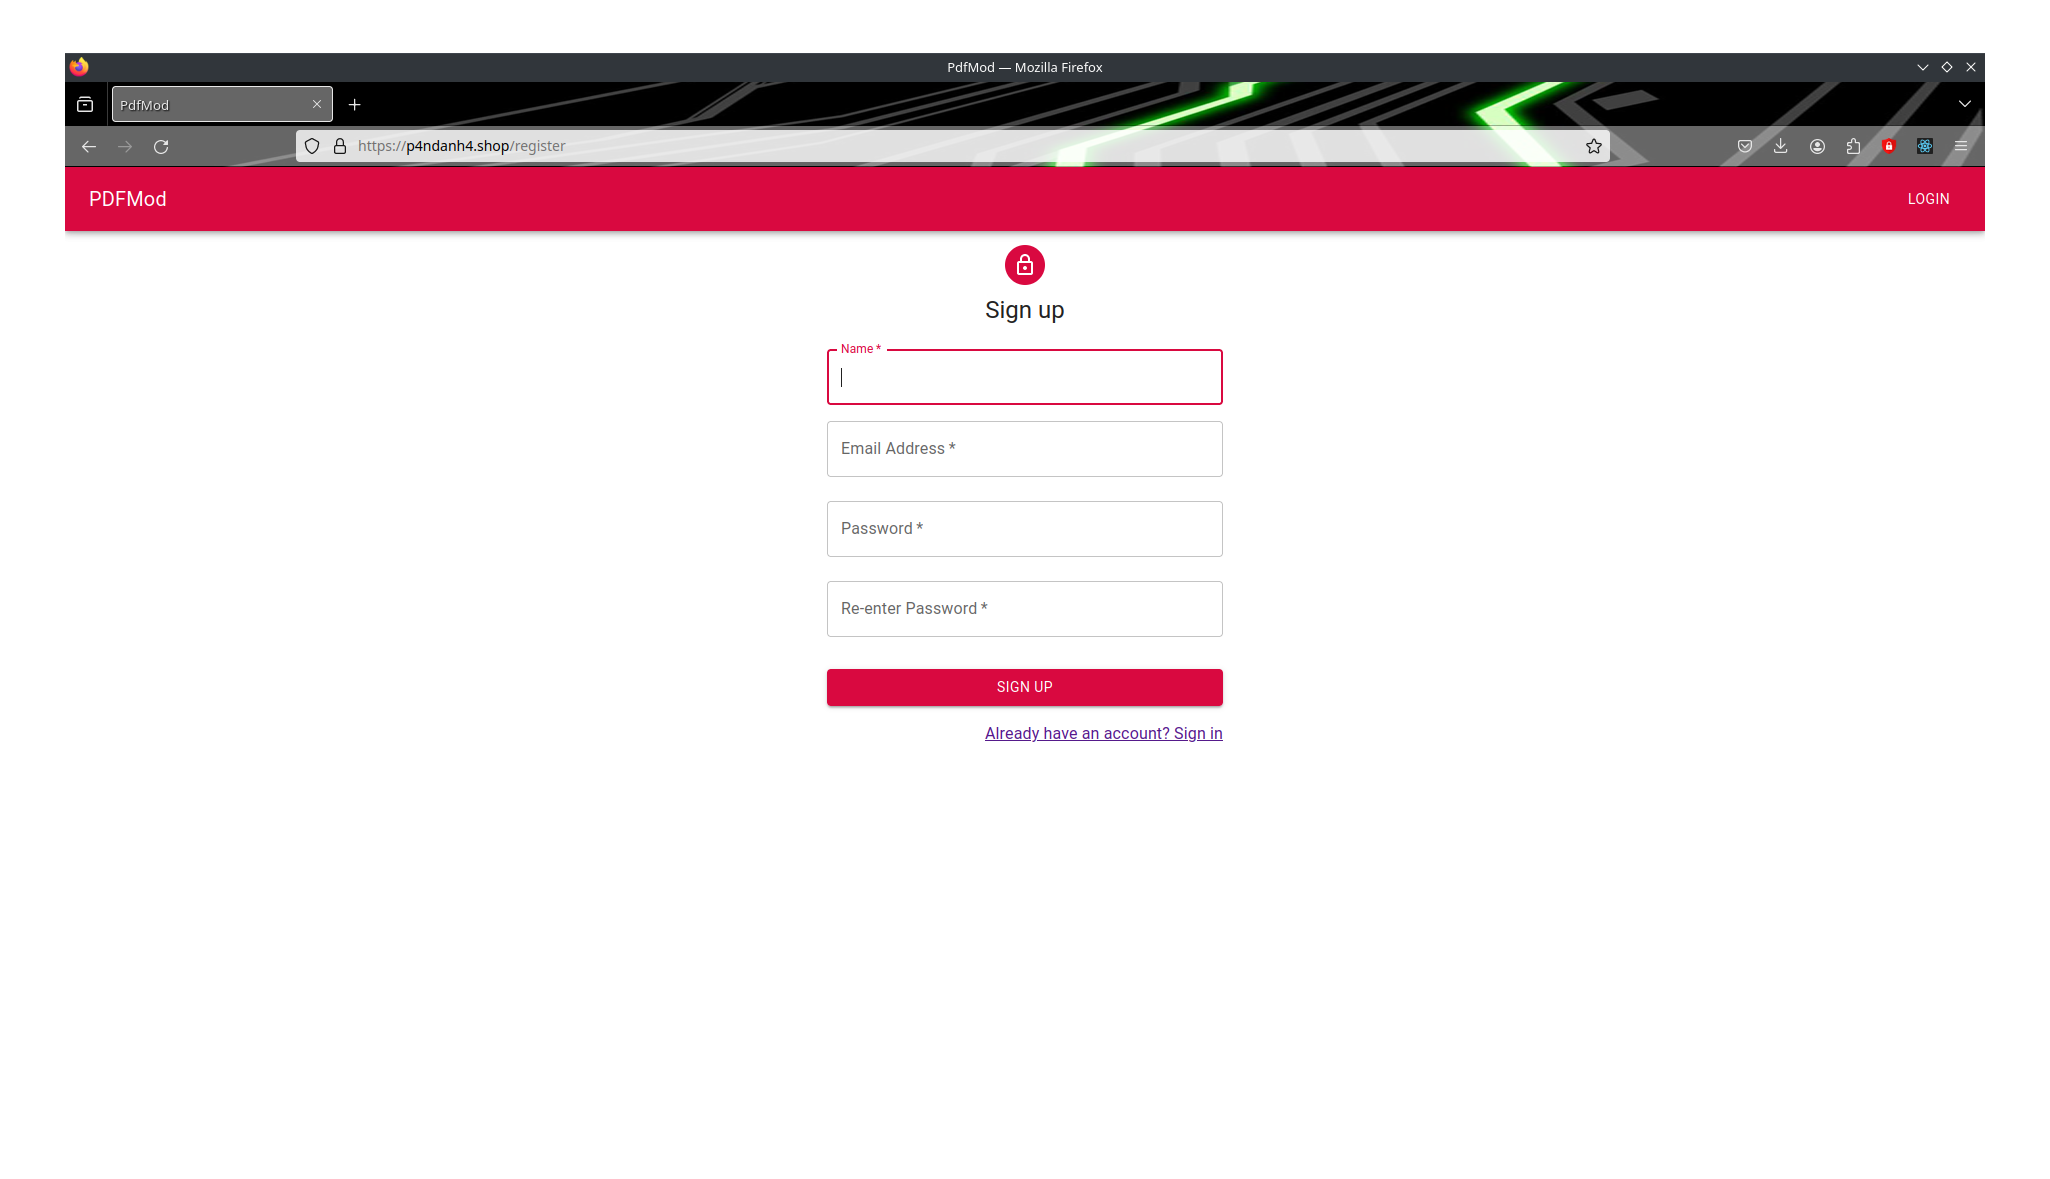 PdfMod — Mozilla Firefox
PdfMod
https://p4ndanh4.shop/register
PDFMod
LOGIN
Sign up
Name *
Email Address *
Password *
Re-enter Password *
SIGN UP
Already have an account? Sign in